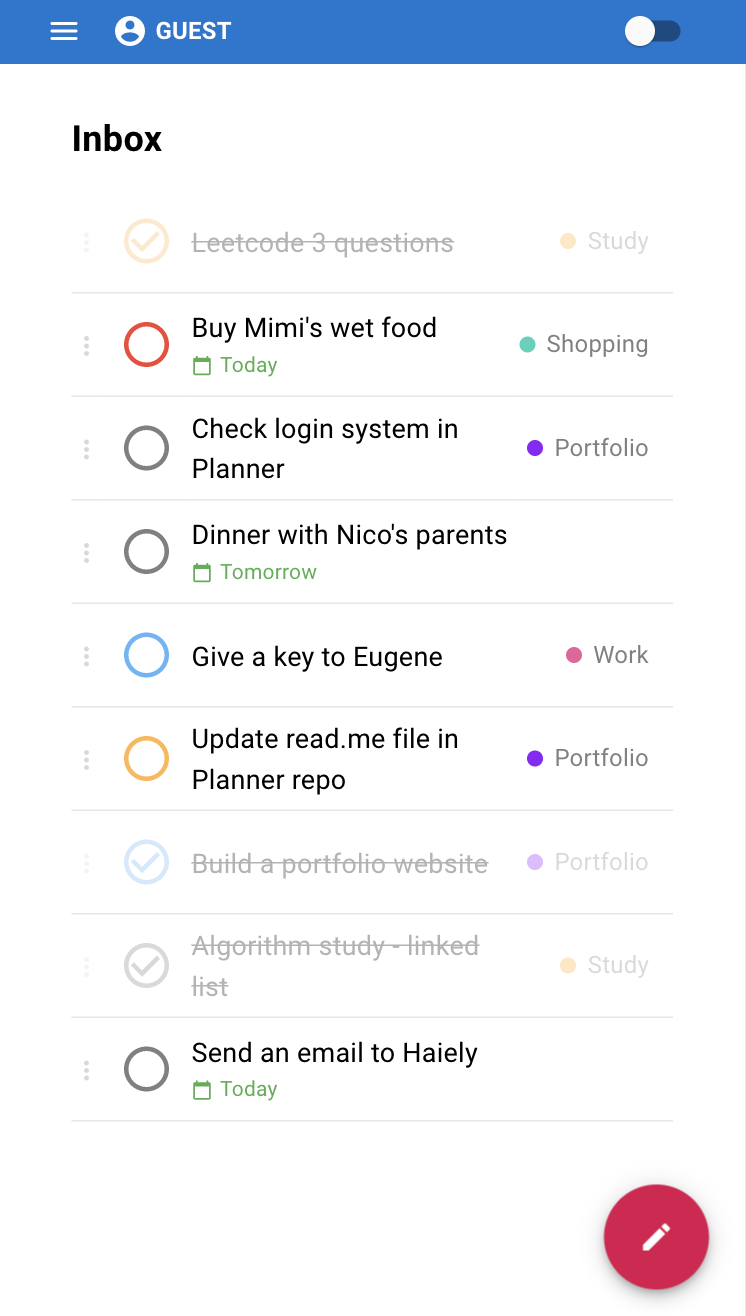 GUEST
Inbox
Leetcode 3 questions
Study
Buy Mimi's wet food
Today
Shopping
Check login system in
Planner
Portfolio
Dinner with Nico's parents
Tomorrow
Give a key to Eugene
Work
Update read.me file in
Planner repo
Portfolio
Build a portfolio website
Portfolio
Algorithm study - linked
list
Study
Send an email to Haiely
Today